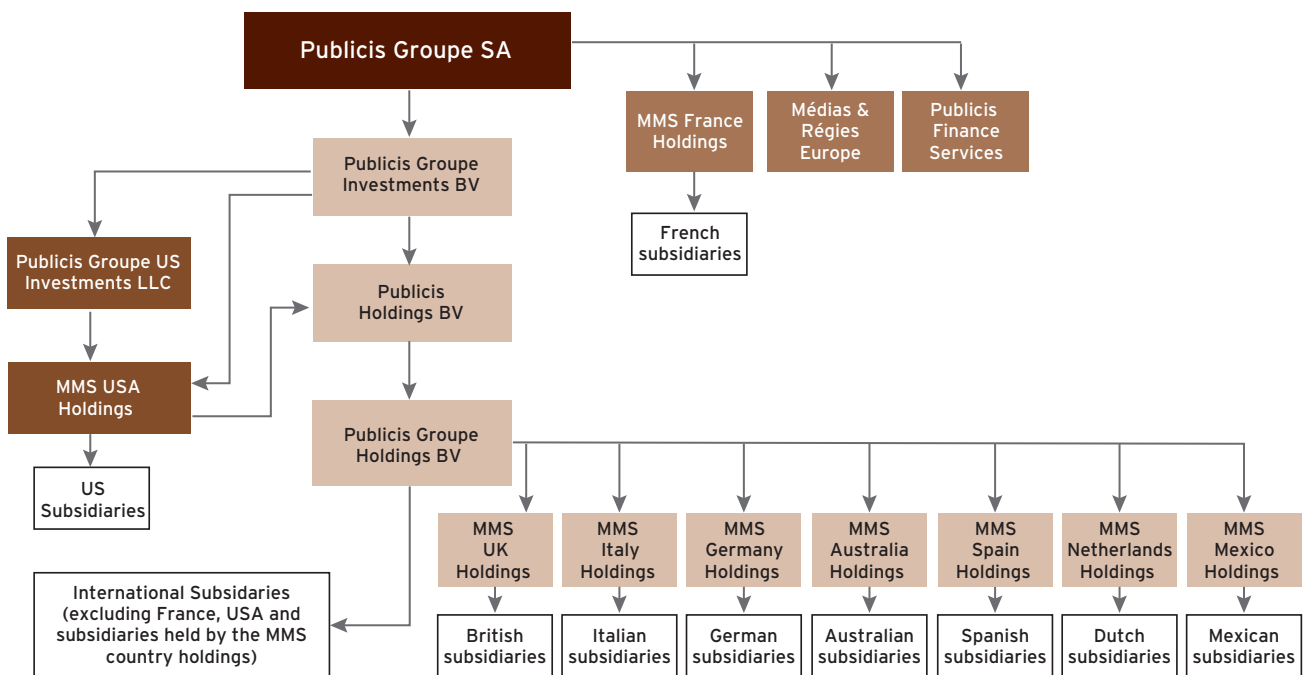 Publicis Groupe SA
MMS France
Holdings
Médias &
Régies
Europe
Publicis
Finance
Services
Publicis Groupe
Investments BV
French
subsidiaries
Publicis Groupe US
Investments LLC
Publicis
Holdings BV
MMS USA
Holdings
Publicis Groupe
Holdings BV
US
Subsidiaries
MMS
UK
Holdings
MMS
Italy
Holdings
MMS
Germany
Holdings
MMS
Australia
Holdings
MMS
Spain
Holdings
MMS
Netherlands
Holdings
MMS
Mexico
Holdings
International Subsidaries
(excluding France, USA and
subsidiaries held by the MMS
country holdings)
British
subsidiaries
Italian
subsidiaries
German
subsidiaries
Australian
subsidiaries
Spanish
subsidiaries
Dutch
subsidiaries
Mexican
subsidiaries